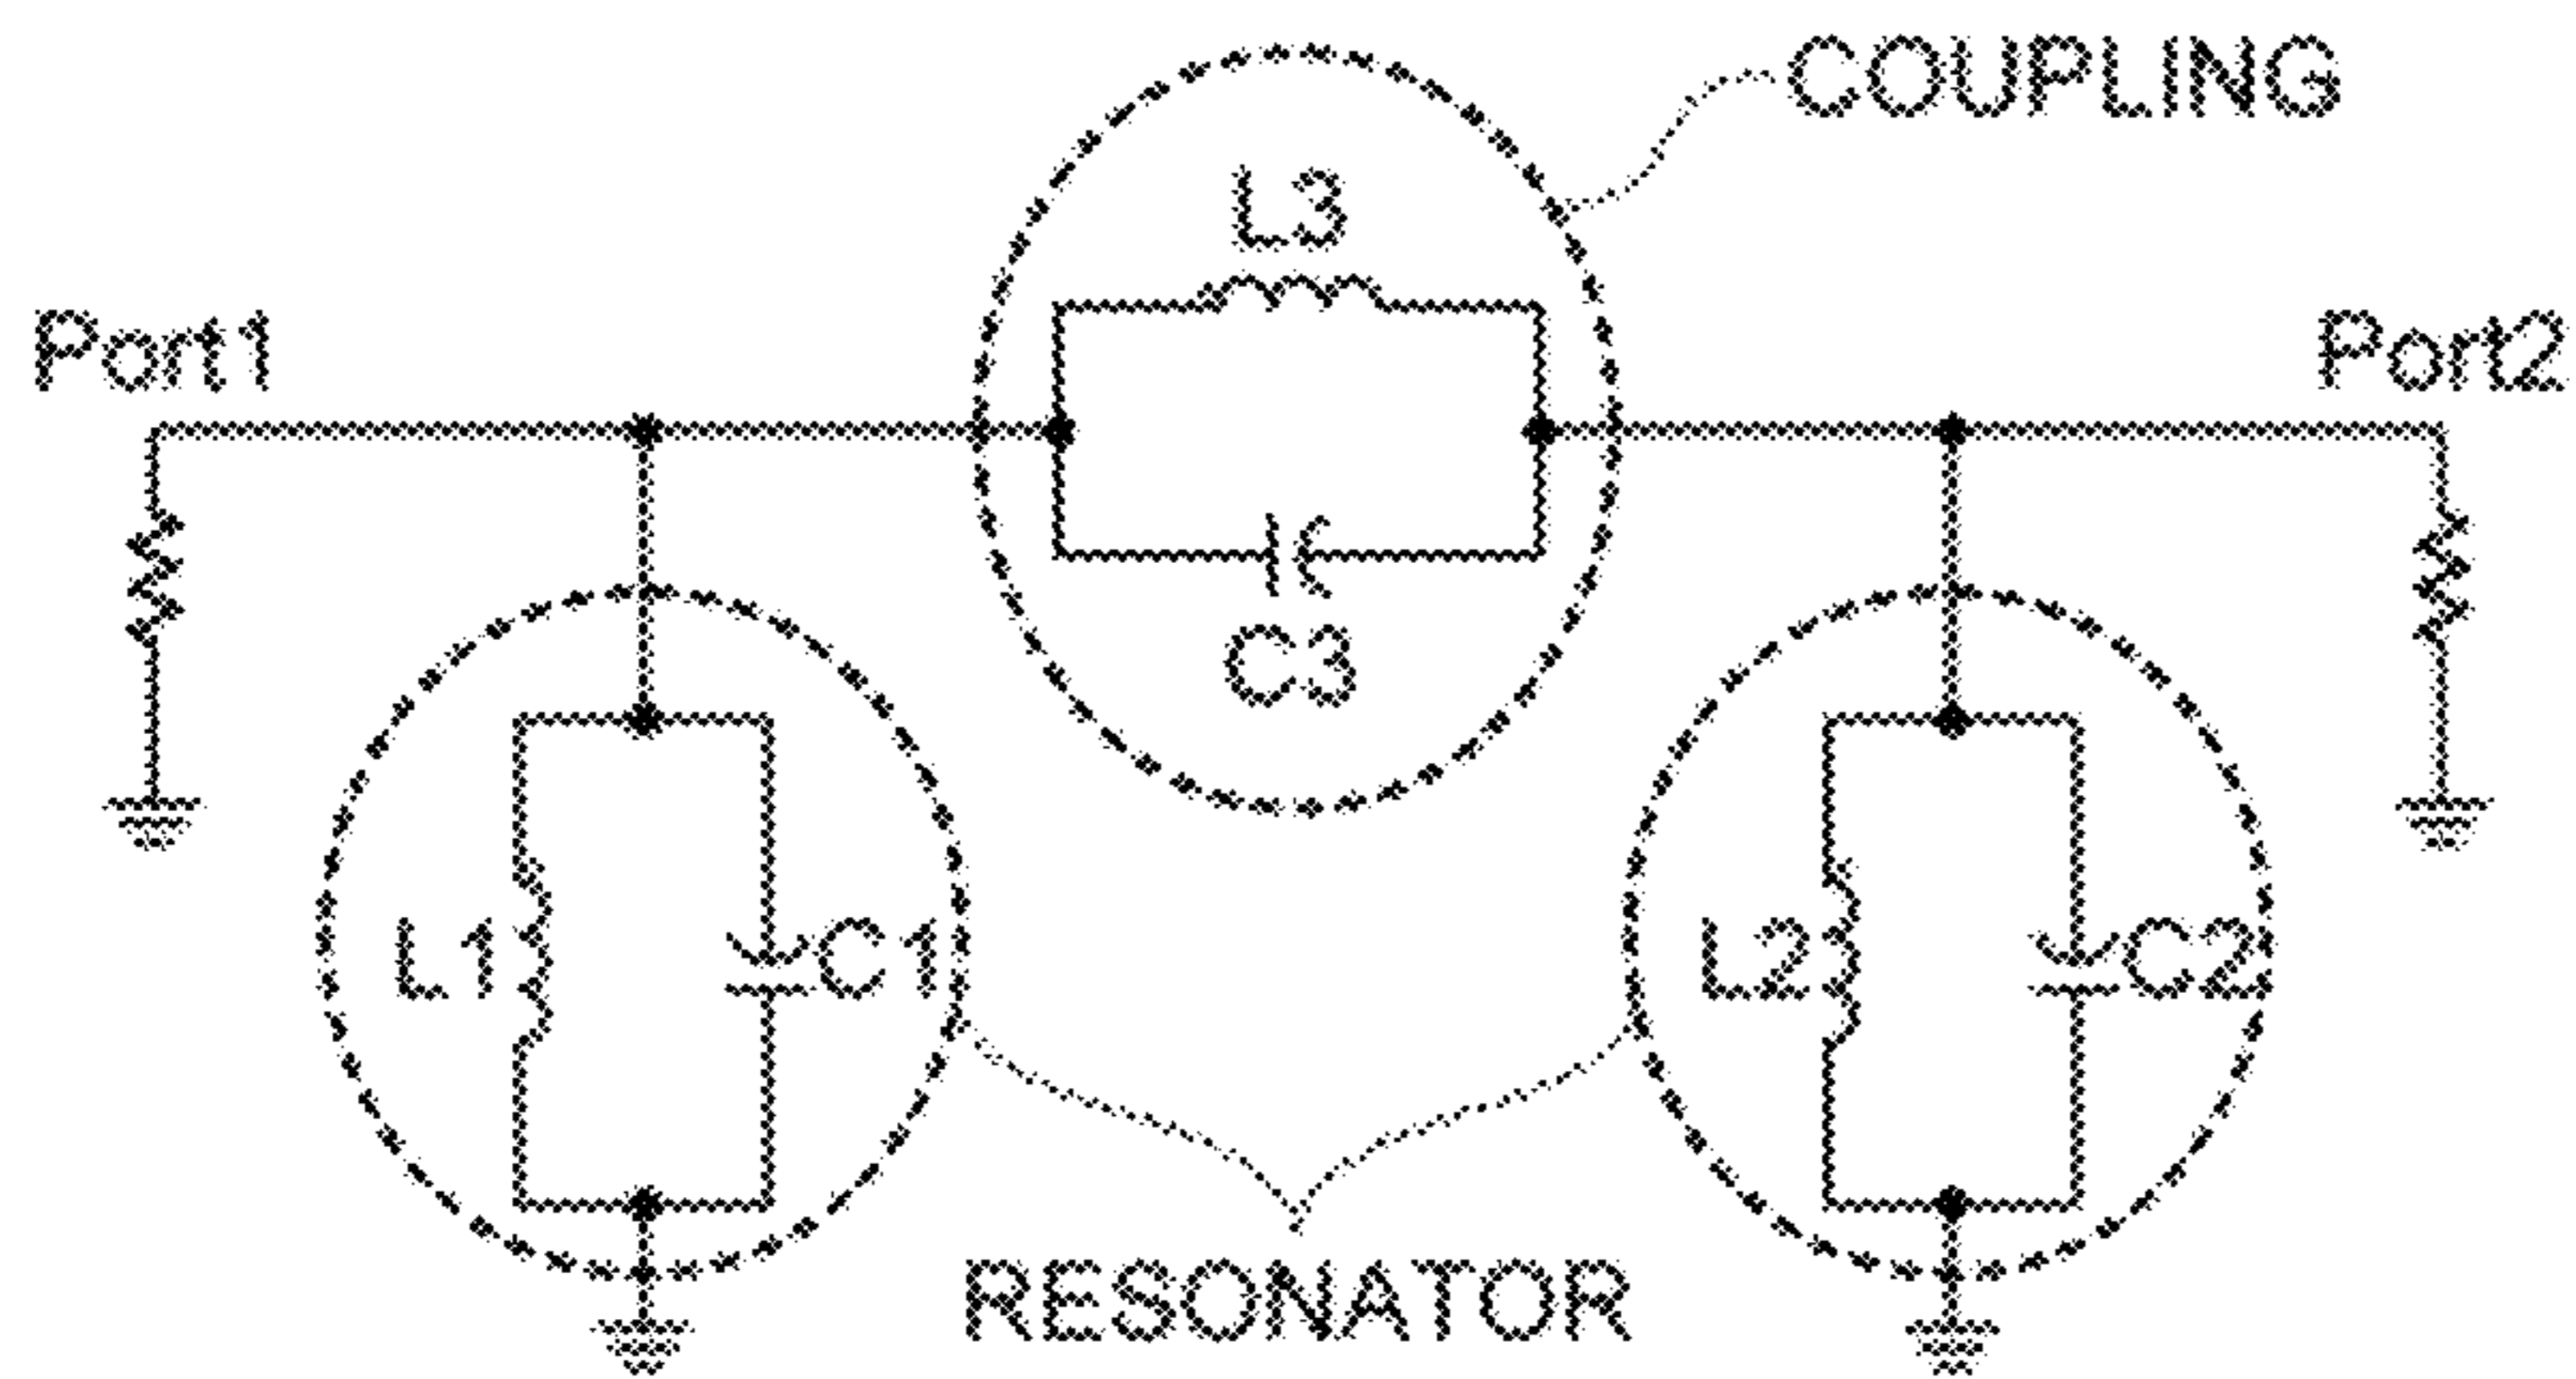 COUPLING
L3
Port1
Port2
C3
L1
C1
L2
C2
RESONATOR